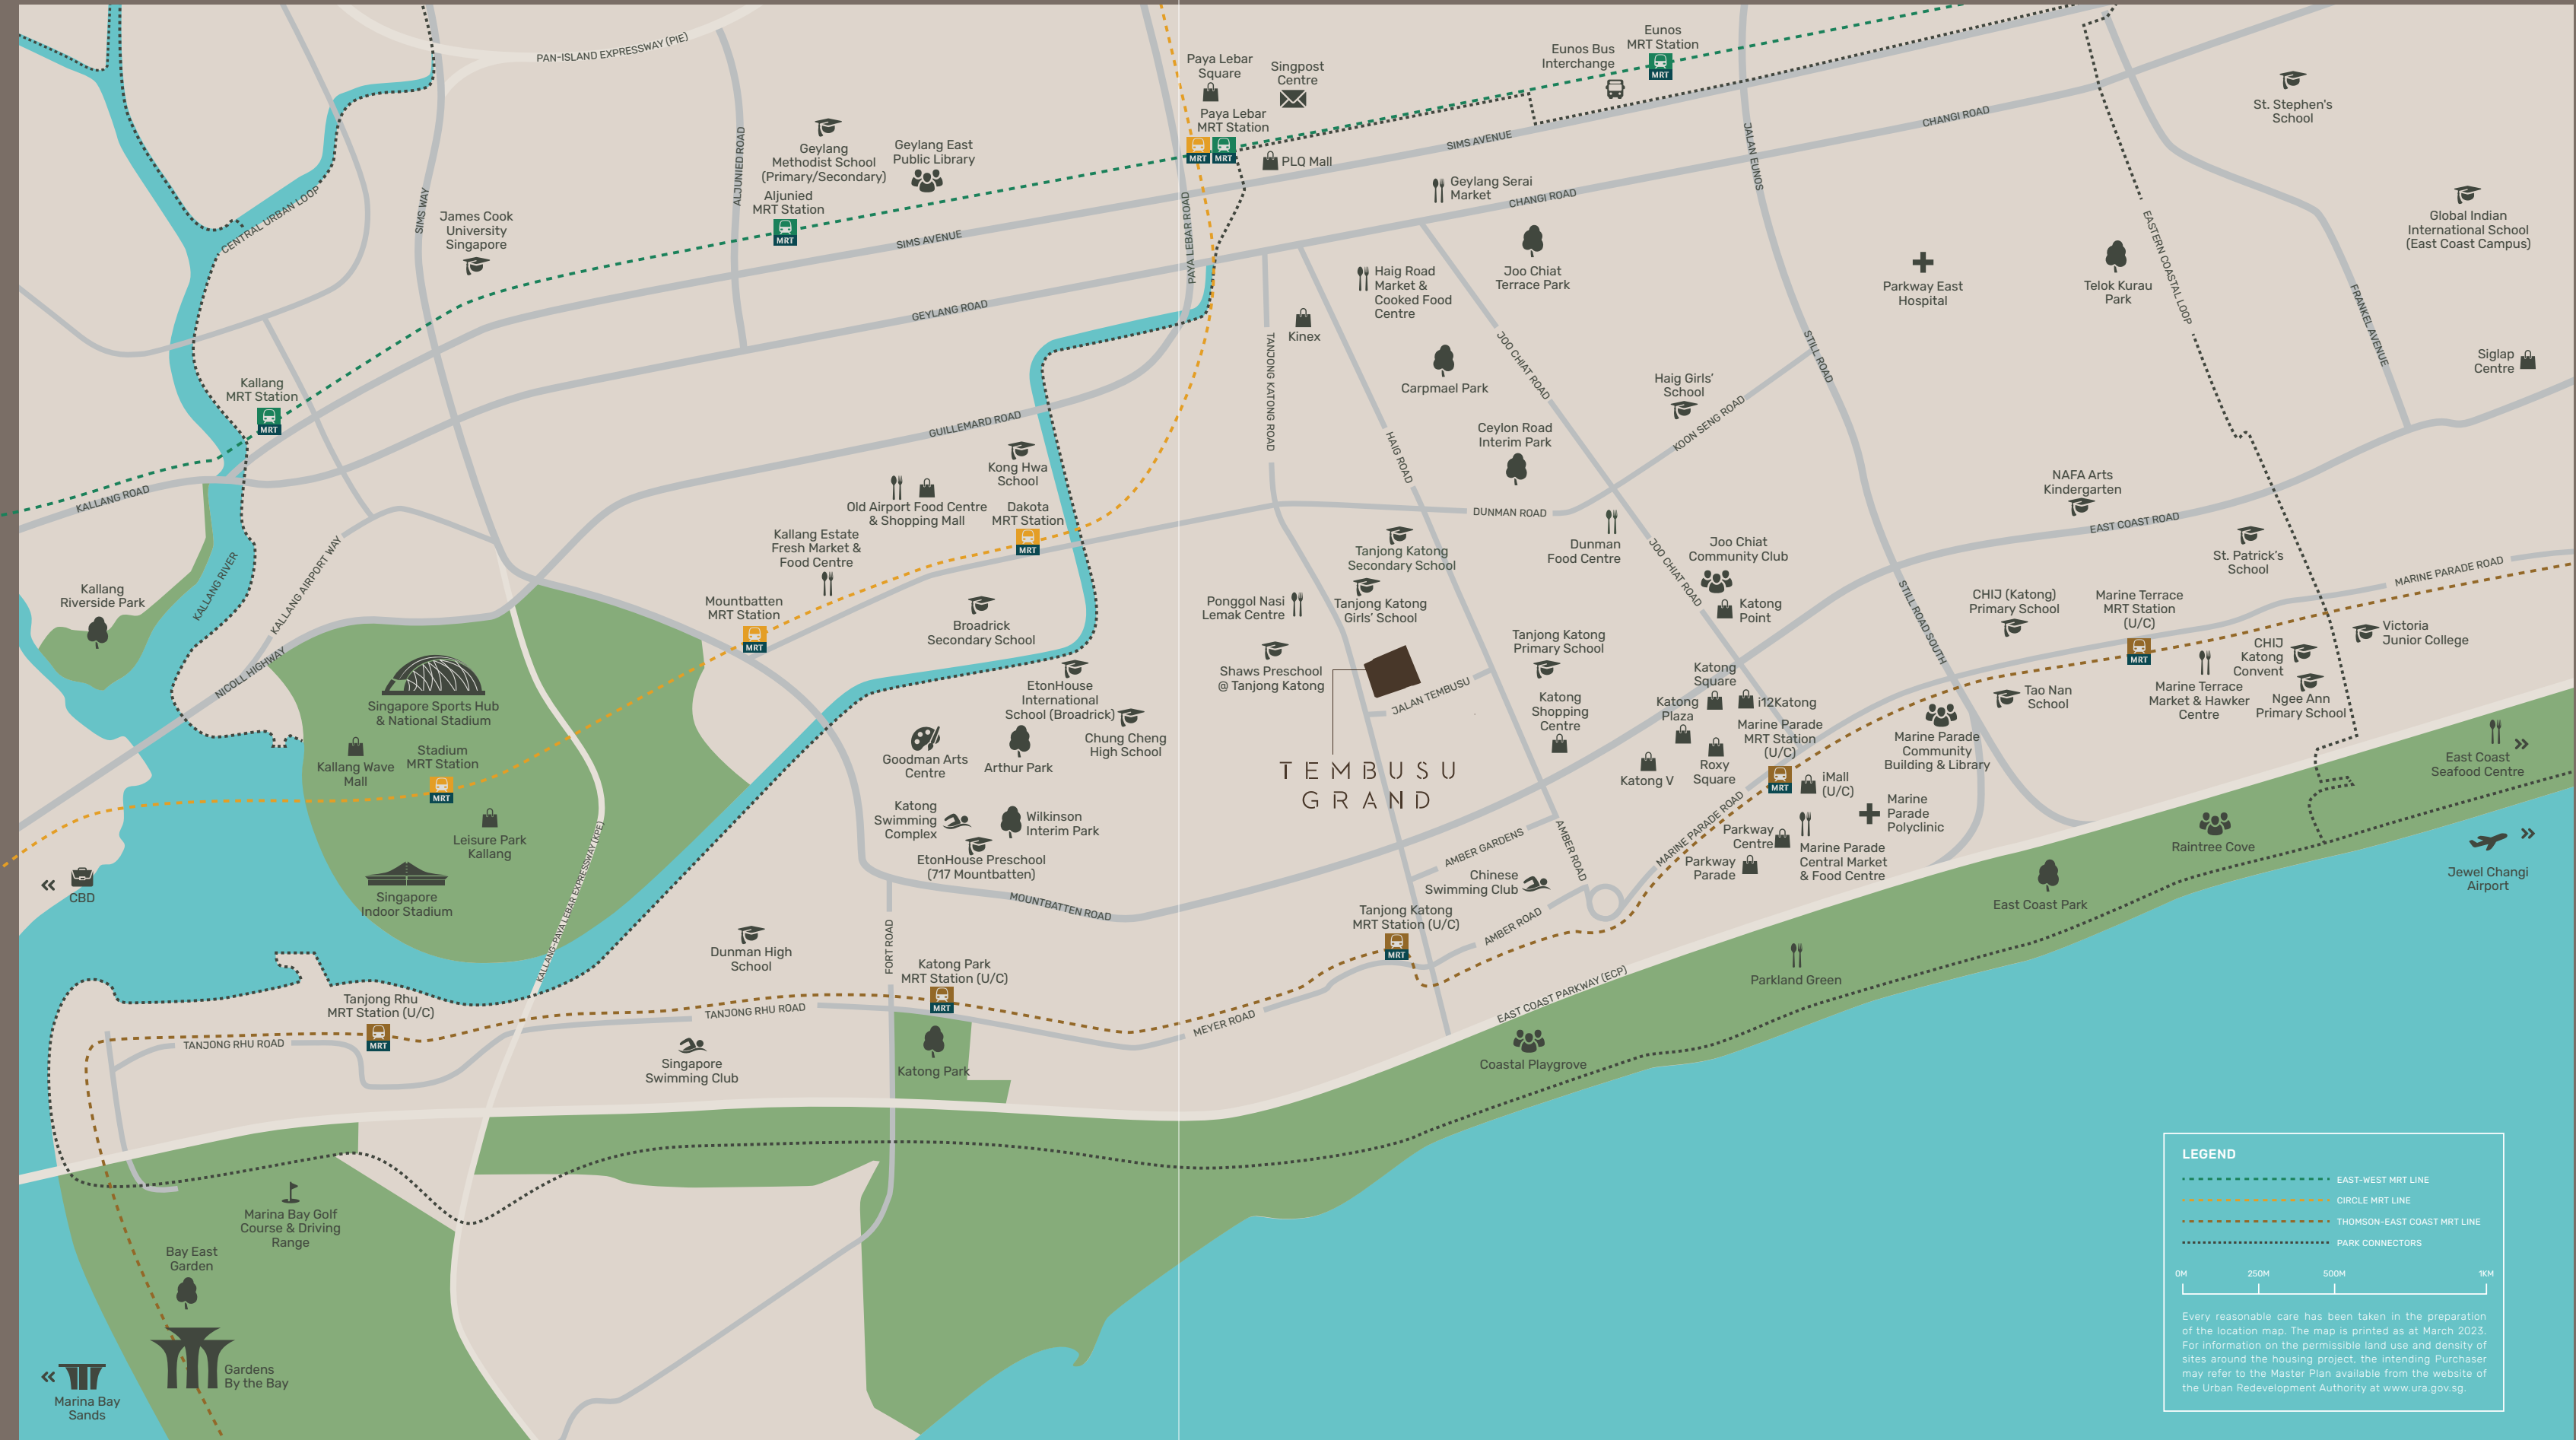 PAN-ISLAND EXPRESSWAY (PIE)
Paya Lebar
Square
Singpost
Centre
Eunos Bus
Interchange
Eunos
MRT Station
MRT
Paya Lebar
MRT Station
MRT
MRT
PLQ Mall
SIMS AVENUE
CHANGI ROAD
JALAN EUNOS
St. Stephen's
School
Geylang
Methodist School
(Primary/Secondary)
Geylang East
Public Library
ALJUNIED ROAD
Aljunied
MRT Station
MRT
SIMS WAY
CENTRAL URBAN LOOP
James Cook
University
Singapore
SIMS AVENUE
PAYA LEBAR ROAD
Geylang Serai
Market
CHANGI ROAD
EASTERN COASTAL LOOP
Global Indian
International School
(East Coast Campus)
Haig Road
Market &
Cooked Food
Centre
Joo Chiat
Terrace Park
Parkway East
Hospital
Telok Kurau
Park
FRANKEL AVENUE
GEYLANG ROAD
Kinex
TANJONG KATONG ROAD
JOO CHIAT ROAD
STILL ROAD
Siglap
Centre
Kallang
MRT Station
MRT
Carpmael Park
Haig Girls'
School
KOON SENG ROAD
GUILLEMARD ROAD
HAIG ROAD
Ceylon Road
Interim Park
Kong Hwa
School
KALLANG ROAD
Old Airport Food Centre
& Shopping Mall
Dakota
MRT Station
MRT
DUNMAN ROAD
NAFA Arts
Kindergarten
EAST COAST ROAD
Kallang Estate
Fresh Market &
Food Centre
Tanjong Katong
Secondary School
Dunman
Food Centre
JOO CHIAT ROAD
Joo Chiat
Community Club
St. Patrick's
School
MARINE PARADE ROAD
Kallang
Riverside Park
KALLANG RIVER
KALLANG AIRPORT WAY
NICOLL HIGHWAY
Mountbatten
MRT Station
MRT
Broadrick
Secondary School
Ponggol Nasi
Lemak Centre
Tanjong Katong
Girls' School
Katong
Point
STILL ROAD SOUTH
CHIJ (Katong)
Primary School
Marine Terrace
MRT Station
(U/C)
MRT
Victoria
Junior College
CHIJ
Katong
Convent
Shaws Preschool
@ Tanjong Katong
JALAN TEMBUSU
Tanjong Katong
Primary School
Katong
Square
i12Katong
Katong
Plaza
Tao Nan
School
Marine Terrace
Market & Hawker
Centre
Ngee Ann
Primary School
Singapore Sports Hub
& National Stadium
EtonHouse
International
School (Broadrick)
Chung Cheng
High School
Katong
Shopping
Centre
Marine Parade
MRT Station
(U/C)
MRT
Marine Parade
Community
Building & Library
Kallang Wave
Mall
Stadium
MRT Station
MRT
Goodman Arts
Centre
Arthur Park
TEMBUSU
GRAND
Katong V
Roxy
Square
iMall
(U/C)
East Coast
Seafood Centre
Leisure Park
Kallang
Katong
Swimming
Complex
Wilkinson
Interim Park
MARINE PARADE ROAD
Marine
Parade
Polyclinic
Parkway
Centre
Raintree Cove
Jewel Changi
Airport
CBD
Singapore
Indoor Stadium
KALLANG-PAYA LEBAR EXPRESSWAY (KPE)
EtonHouse Preschool
(717 Mountbatten)
AMBER GARDENS
AMBER ROAD
Chinese
Swimming Club
Parkway
Parade
Marine Parade
Central Market
& Food Centre
East Coast Park
MOUNTBATTEN ROAD
Tanjong Katong
MRT Station (U/C)
MRT
AMBER ROAD
Dunman High
School
FORT ROAD
Katong Park
MRT Station (U/C)
MRT
EAST COAST PARKWAY (ECP)
Parkland Green
Tanjong Rhu
MRT Station (U/C)
MRT
TANJONG RHU ROAD
TANJONG RHU ROAD
MEYER ROAD
Singapore
Swimming Club
Katong Park
Coastal Playgrove
Marina Bay Golf
Course & Driving
Range
Bay East
Garden
Gardens
By the Bay
Marina Bay
Sands
LEGEND
EAST-WEST MRT LINE
CIRCLE MRT LINE
THOMSON-EAST COAST MRT LINE
PARK CONNECTORS
0M 250M 500M 1KM
Every reasonable care has been taken in the preparation
of the location map. The map is printed as at March 2023.
For information on the permissible land use and density of
sites around the housing project, the intending Purchaser
may refer to the Master Plan available from the website of
the Urban Redevelopment Authority at www.ura.gov.sg.